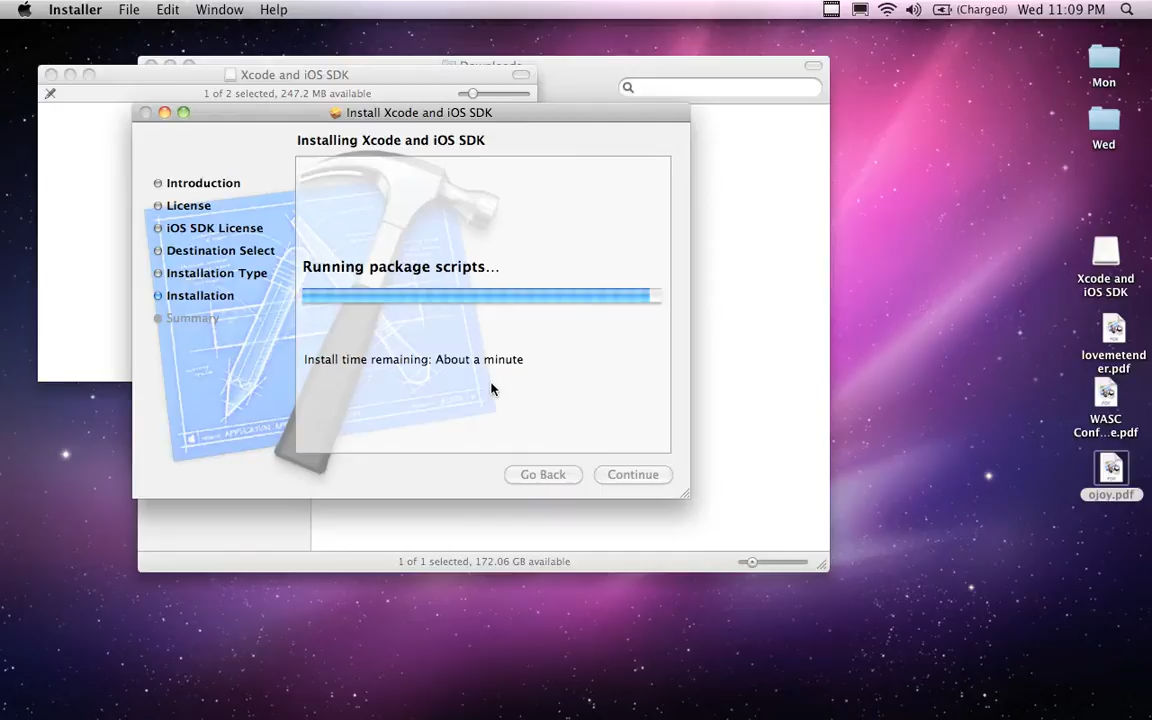 Installer File Edit Window Help (Charged) Wed 11:09 PM
Xcode and iOS SDK
1 of 2 selected, 247.2 MB available
Install Xcode and iOS SDK
Installing Xcode and iOS SDK
Introduction
License
iOS SDK License
Destination Select
Installation Type
Installation
Summary
Running package scripts...
Install time remaining: About a minute
Go Back
Continue
1 of 1 selected, 172.06 GB available
Mon
Wed
Xcode and
iOS SDK
lovemetend
er.pdf
WASC
Conf...e.pdf
ojoy.pdf